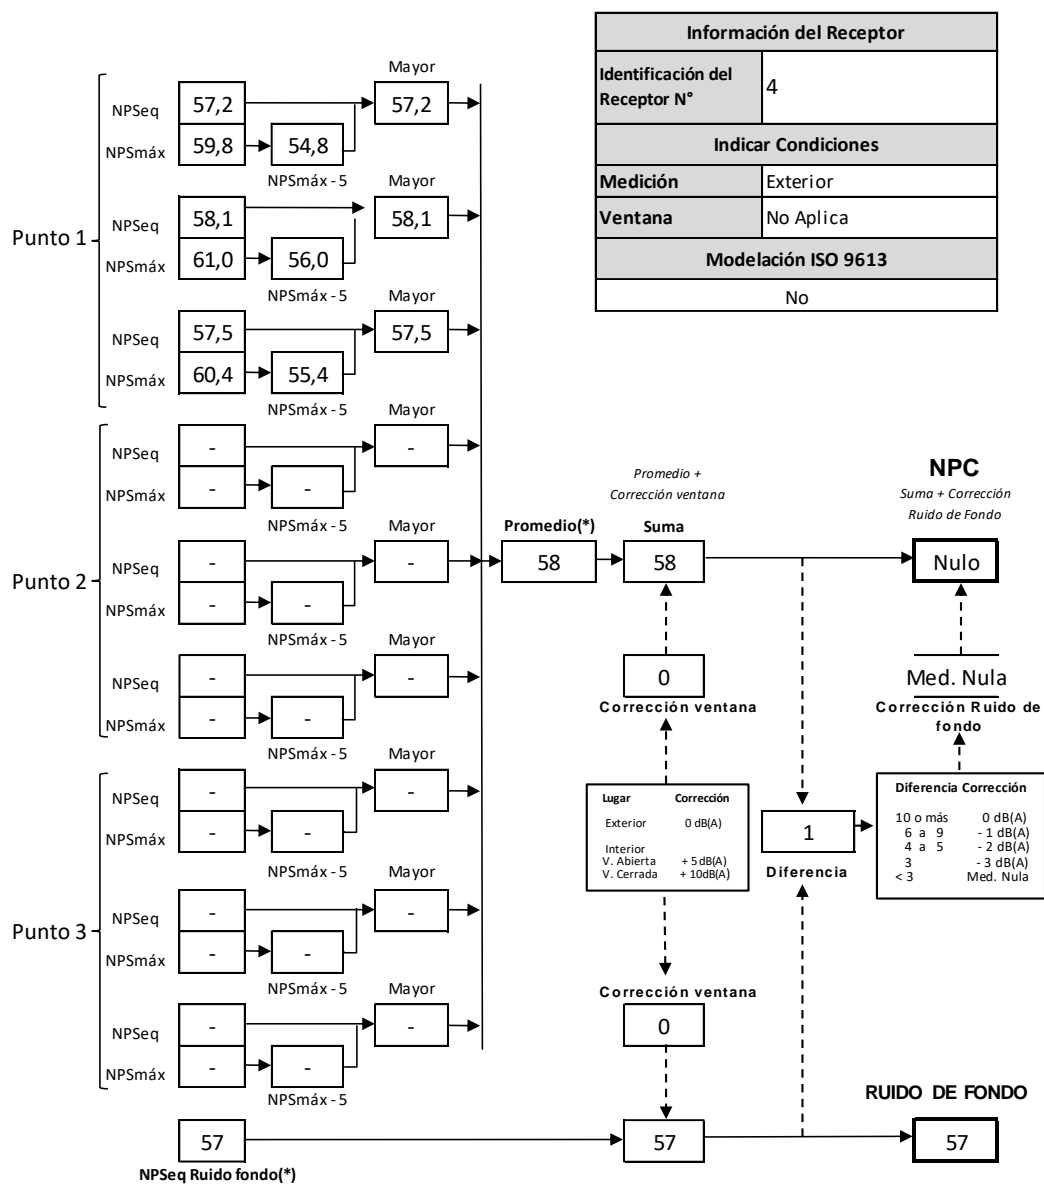 Información del Receptor
Identificación del Receptor N° 4
Indicar Condiciones
Medición Exterior
Ventana No Aplica
Modelación ISO 9613
No
Punto 1
Mayor
NPSeq 57,2 57,2
NPSmáx 59,8 54,8
NPSmáx - 5
Mayor
NPSeq 58,1 58,1
NPSmáx 61,0 56,0
NPSmáx - 5
Mayor
NPSeq 57,5 57,5
NPSmáx 60,4 55,4
NPSmáx - 5
Punto 2
Mayor
NPSeq - -
NPSmáx - -
NPSmáx - 5
Mayor
NPSeq - -
NPSmáx - -
NPSmáx - 5
Mayor
NPSeq - -
NPSmáx - -
NPSmáx - 5
Punto 3
Mayor
NPSeq - -
NPSmáx - -
NPSmáx - 5
Mayor
NPSeq - -
NPSmáx - -
NPSmáx - 5
Mayor
NPSeq - -
NPSmáx - -
NPSmáx - 5
57
NPSeq Ruido fondo(*)
Promedio(*)
58
Promedio +
Corrección ventana
Suma
58
0
Corrección ventana
Lugar Corrección
Exterior 0 dB(A)
Interior
V. Abierta + 5 dB(A)
V. Cerrada + 10dB(A)
Corrección ventana
0
57
1
Diferencia
NPC
Suma + Corrección
Ruido de Fondo
Nulo
Med. Nula
Corrección Ruido de
fondo
Diferencia Corrección
10 o más 0 dB(A)
6 a 9 - 1 dB(A)
4 a 5 - 2 dB(A)
3 - 3 dB(A)
< 3 Med. Nula
RUIDO DE FONDO
57